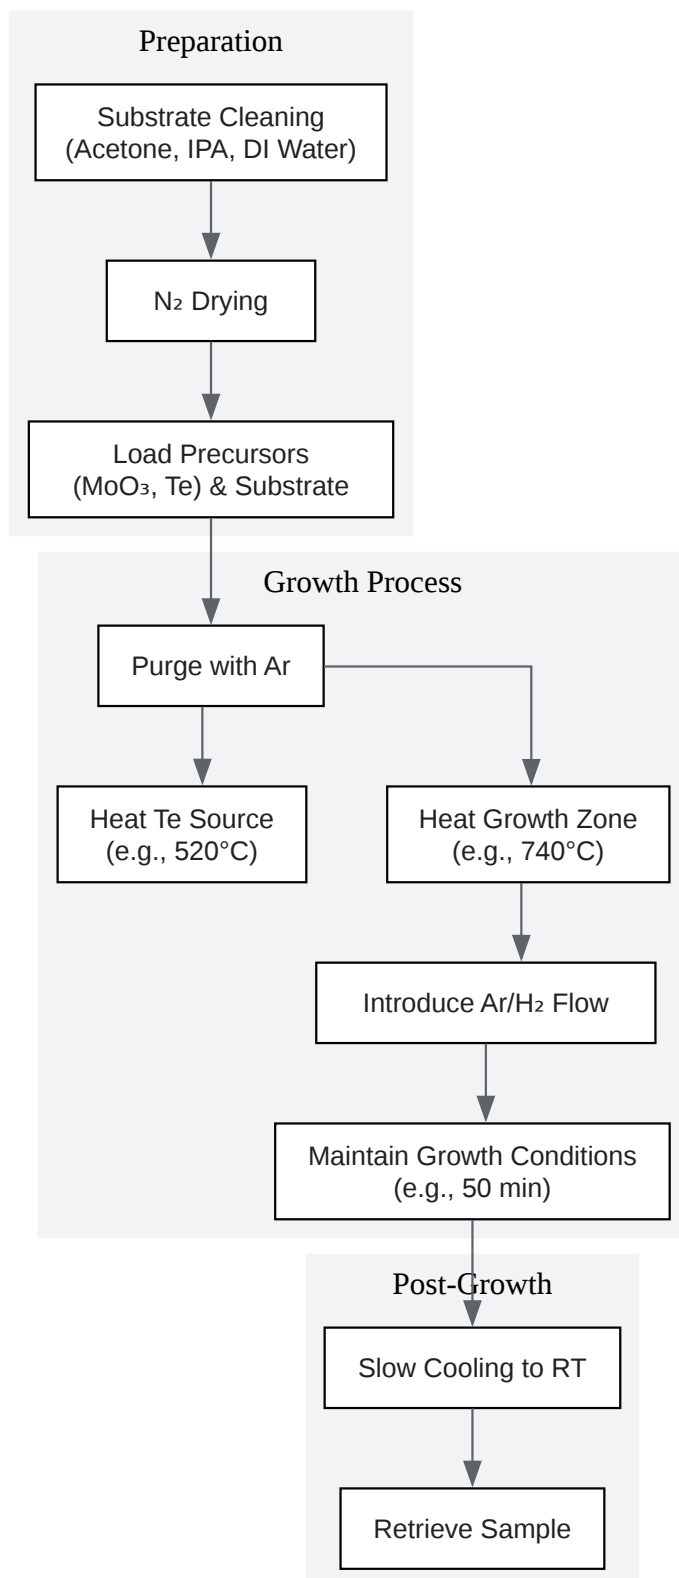 Preparation
Substrate Cleaning
(Acetone, IPA, DI Water)
N₂ Drying
Load Precursors
(MoO₃, Te) & Substrate
Growth Process
Purge with Ar
Heat Te Source
(e.g., 520°C)
Heat Growth Zone
(e.g., 740°C)
Introduce Ar/H₂ Flow
Maintain Growth Conditions
(e.g., 50 min)
Post-Growth
Slow Cooling to RT
Retrieve Sample